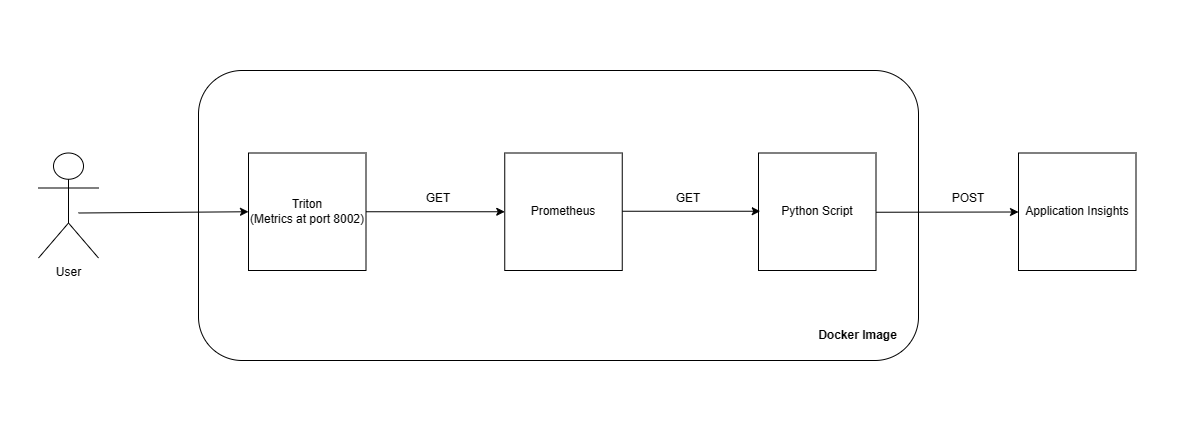 User
Triton
(Metrics at port 8002)
GET
Prometheus
GET
Python Script
POST
Application Insights
Docker Image